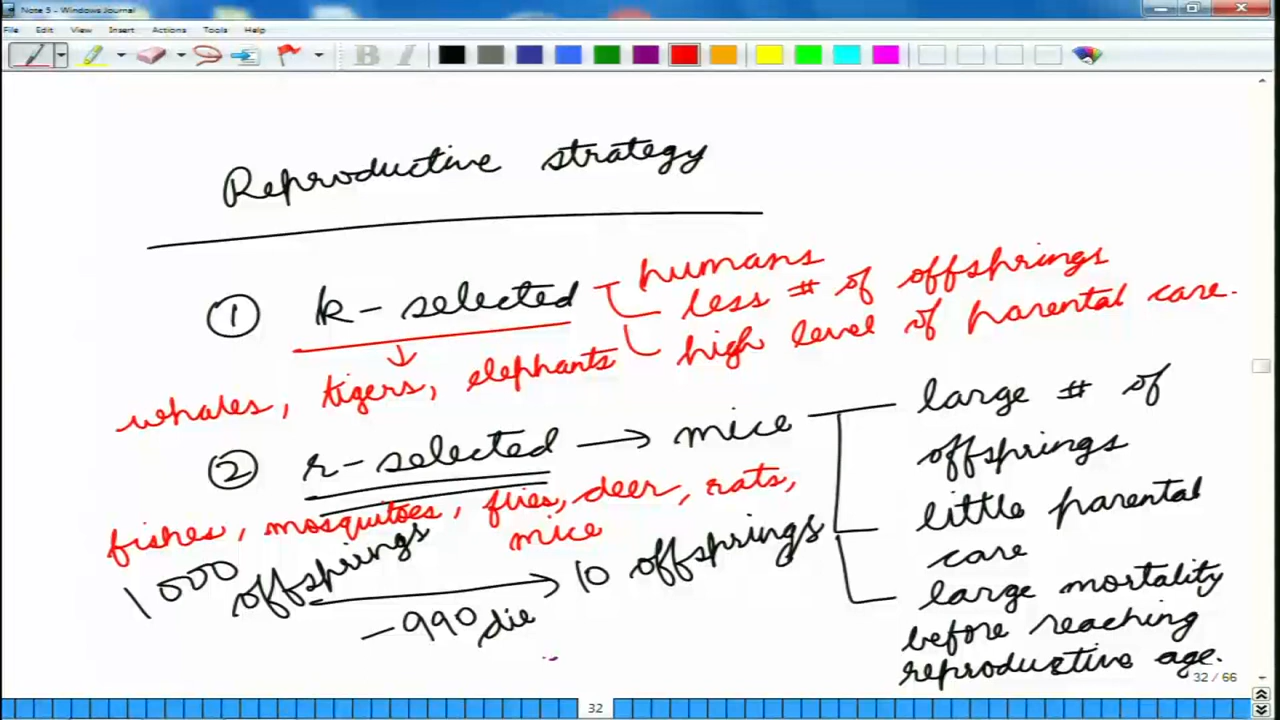 Note 5 - Windows Journal
File Edit View Insert Actions Tools Help
B I
Reproductive strategy
1 k-selected
humans
less # of offsprings
high level of parental care.
whales, tigers, elephants
2 r-selected → mice
large # of
offsprings
little parental
care
large mortality
before reaching
reproductive age.
fishes, mosquitoes, flies, deer, rats,
mice
1000 offsprings → 10 offsprings
-990 die
32 / 66
32